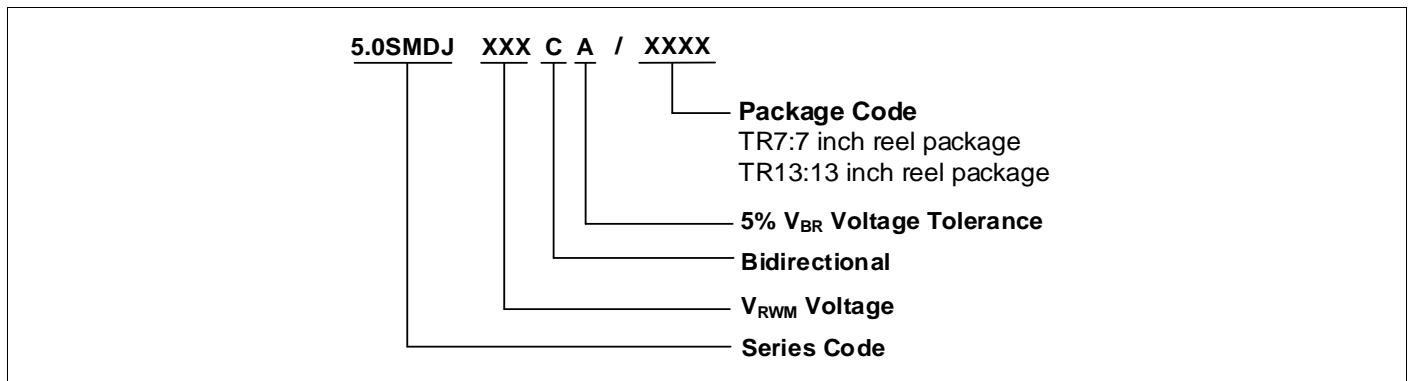 5.0SMDJ XXX C A / XXXX
Package Code
TR7:7 inch reel package
TR13:13 inch reel package
5% VBR Voltage Tolerance
Bidirectional
VRWM Voltage
Series Code